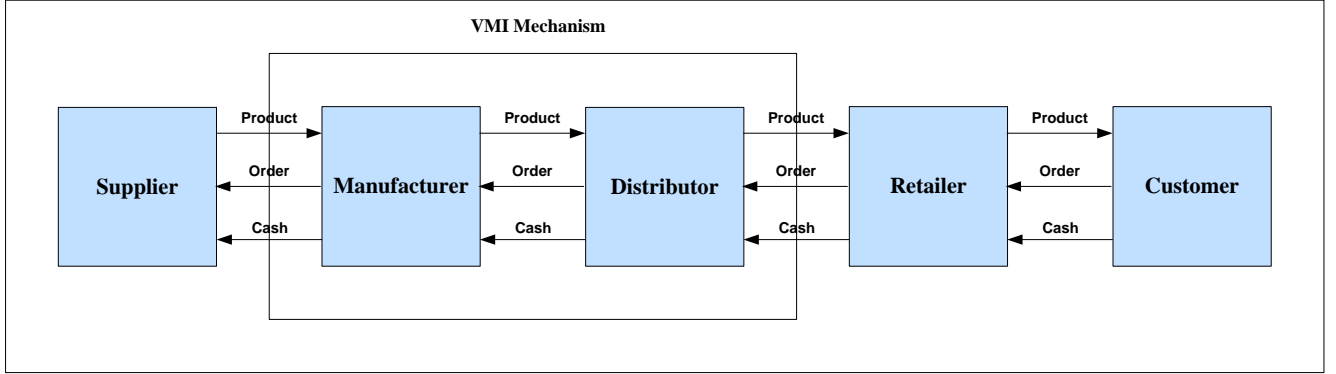 VMI Mechanism
Product Product Product Product
Order Order Order Order
Supplier Manufacturer Distributor Retailer Customer
Cash Cash Cash Cash